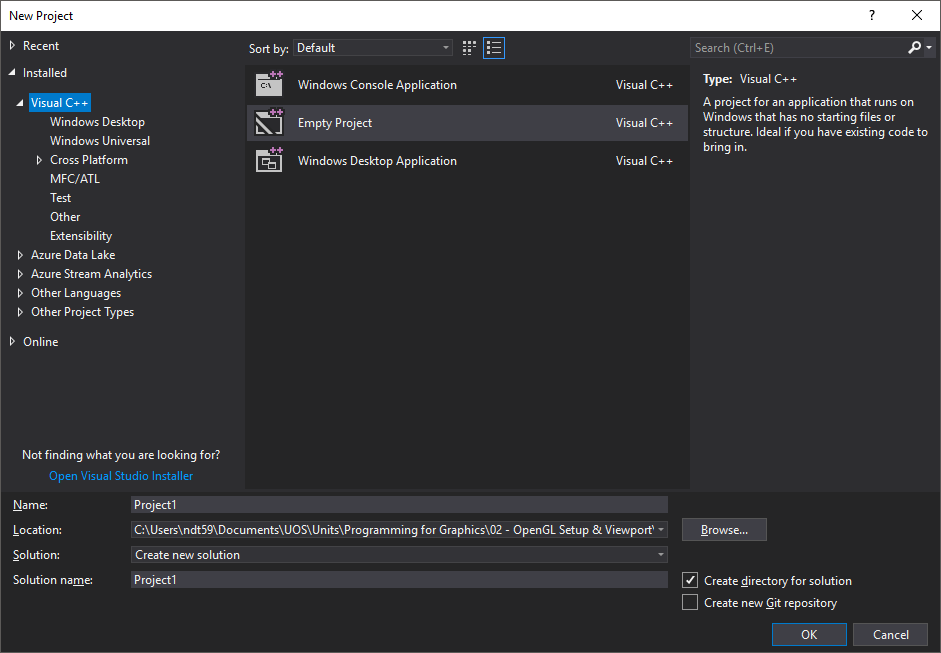 New Project
?
Recent
Installed
Visual C++
Windows Desktop
Windows Universal
Cross Platform
MFC/ATL
Test
Other
Extensibility
Azure Data Lake
Azure Stream Analytics
Other Languages
Other Project Types
Online
Not finding what you are looking for?
Open Visual Studio Installer
Sort by: Default
Windows Console Application Visual C++
Empty Project Visual C++
Windows Desktop Application Visual C++
Search (Ctrl+E)
Type: Visual C++
A project for an application that runs on
Windows that has no starting files or
structure. Ideal if you have existing code to
bring in.
Name: Project1
Location: C:\Users\ndt59\Documents\UOS\Units\Programming for Graphics\02 - OpenGL Setup & Viewport\ Browse...
Solution: Create new solution
Solution name: Project1
Create directory for solution
Create new Git repository
OK Cancel